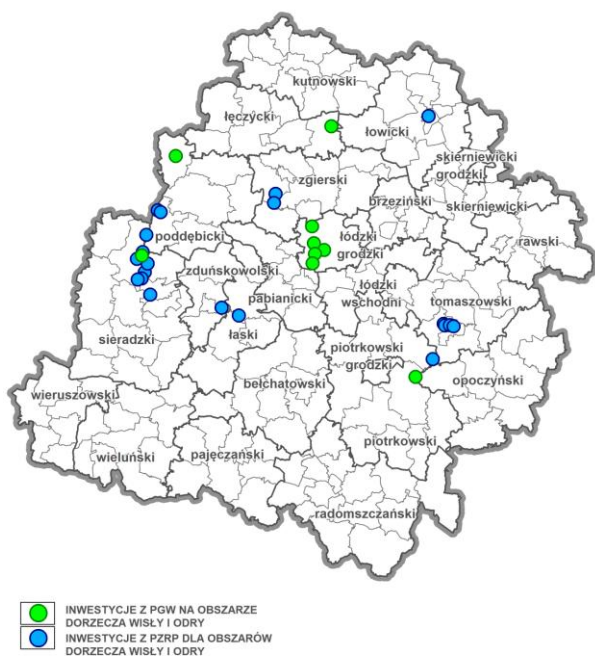 kutnowski
łęczycki
łowicki
skierniewicki
grodzki
zgierski
brzeziński
skierniewicki
rawski
poddębicki
łódzki
grodzki
zduńskowolski
pabianicki
łódzki
wschodni
tomaszowski
sieradzki
łaski
piotrkowski
grodzki
opoczyński
wieruszowski
bełchatowski
wieluński
pajęczański
piotrkowski
radomszczański
INWESTYCJE Z PGW NA OBSZARZE
DORZECZA WISŁY I ODRY
INWESTYCJE Z PZRP DLA OBSZARÓW
DORZECZA WISŁY I ODRY